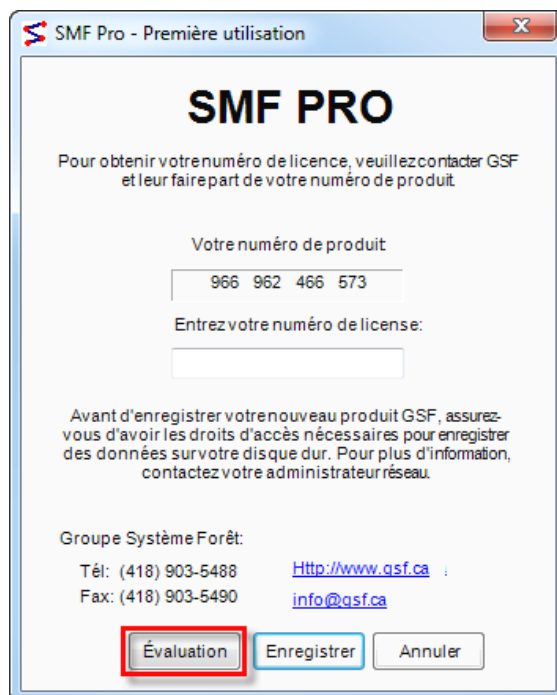 SMF Pro - Première utilisation
SMF PRO
Pour obtenir votre numéro de licence, veuillez contacter GSF
et leur faire part de votre numéro de produit.
Votre numéro de produit
966 962 466 573
Entrez votre numéro de license:
Avant d'enregistrer votre nouveau produit GSF, assurez-
vous d'avoir les droits d'accès nécessaires pour enregistrer
des données sur votre disque dur. Pour plus d'information,
contactez votre administrateur réseau.
Groupe Système Forêt:
Tél: (418) 903-5488 Http://www.gsf.ca
Fax: (418) 903-5490 info@gsf.ca
Évaluation Enregistrer Annuler